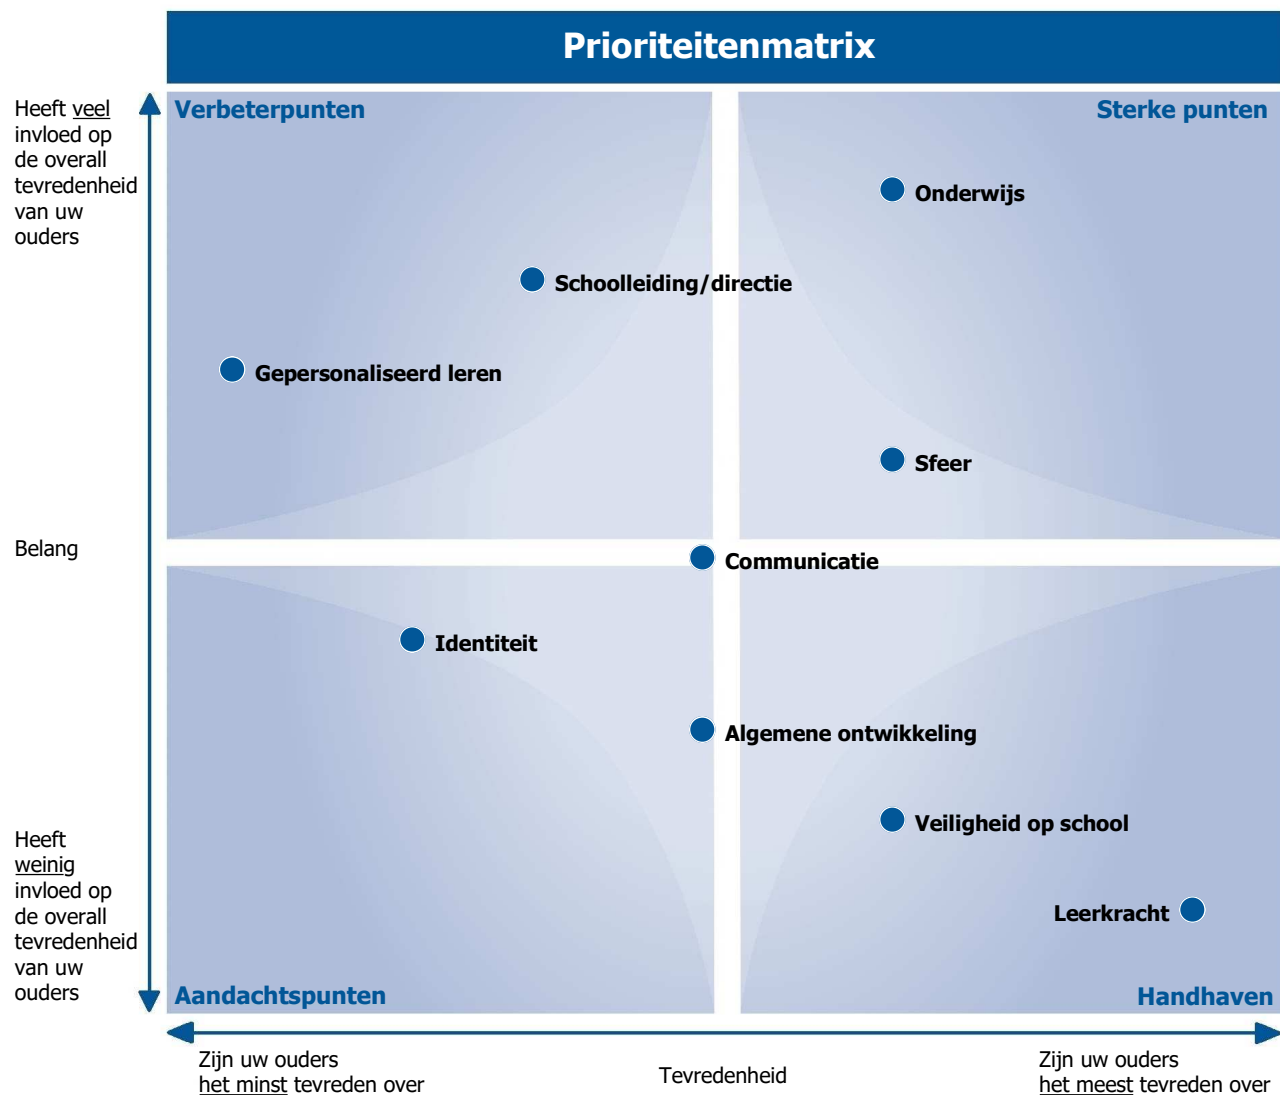 Prioriteitenmatrix
Heeft veel
invloed op
de overall
tevredenheid
van uw
ouders
Verbeterpunten
Sterke punten
Onderwijs
Schoolleiding/directie
Gepersonaliseerd leren
Sfeer
Belang
Communicatie
Identiteit
Algemene ontwikkeling
Veiligheid op school
Leerkracht
Heeft
weinig
invloed op
de overall
tevredenheid
van uw
ouders
Aandachtspunten
Handhaven
Zijn uw ouders
het minst tevreden over
Tevredenheid
Zijn uw ouders
het meest tevreden over